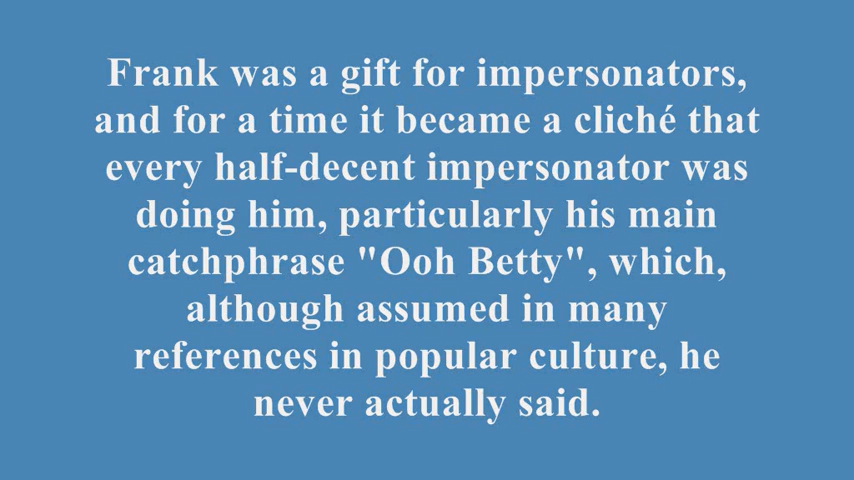 Frank was a gift for impersonators,
and for a time it became a cliché that
every half-decent impersonator was
doing him, particularly his main
catchphrase "Ooh Betty", which,
although assumed in many
references in popular culture, he
never actually said.